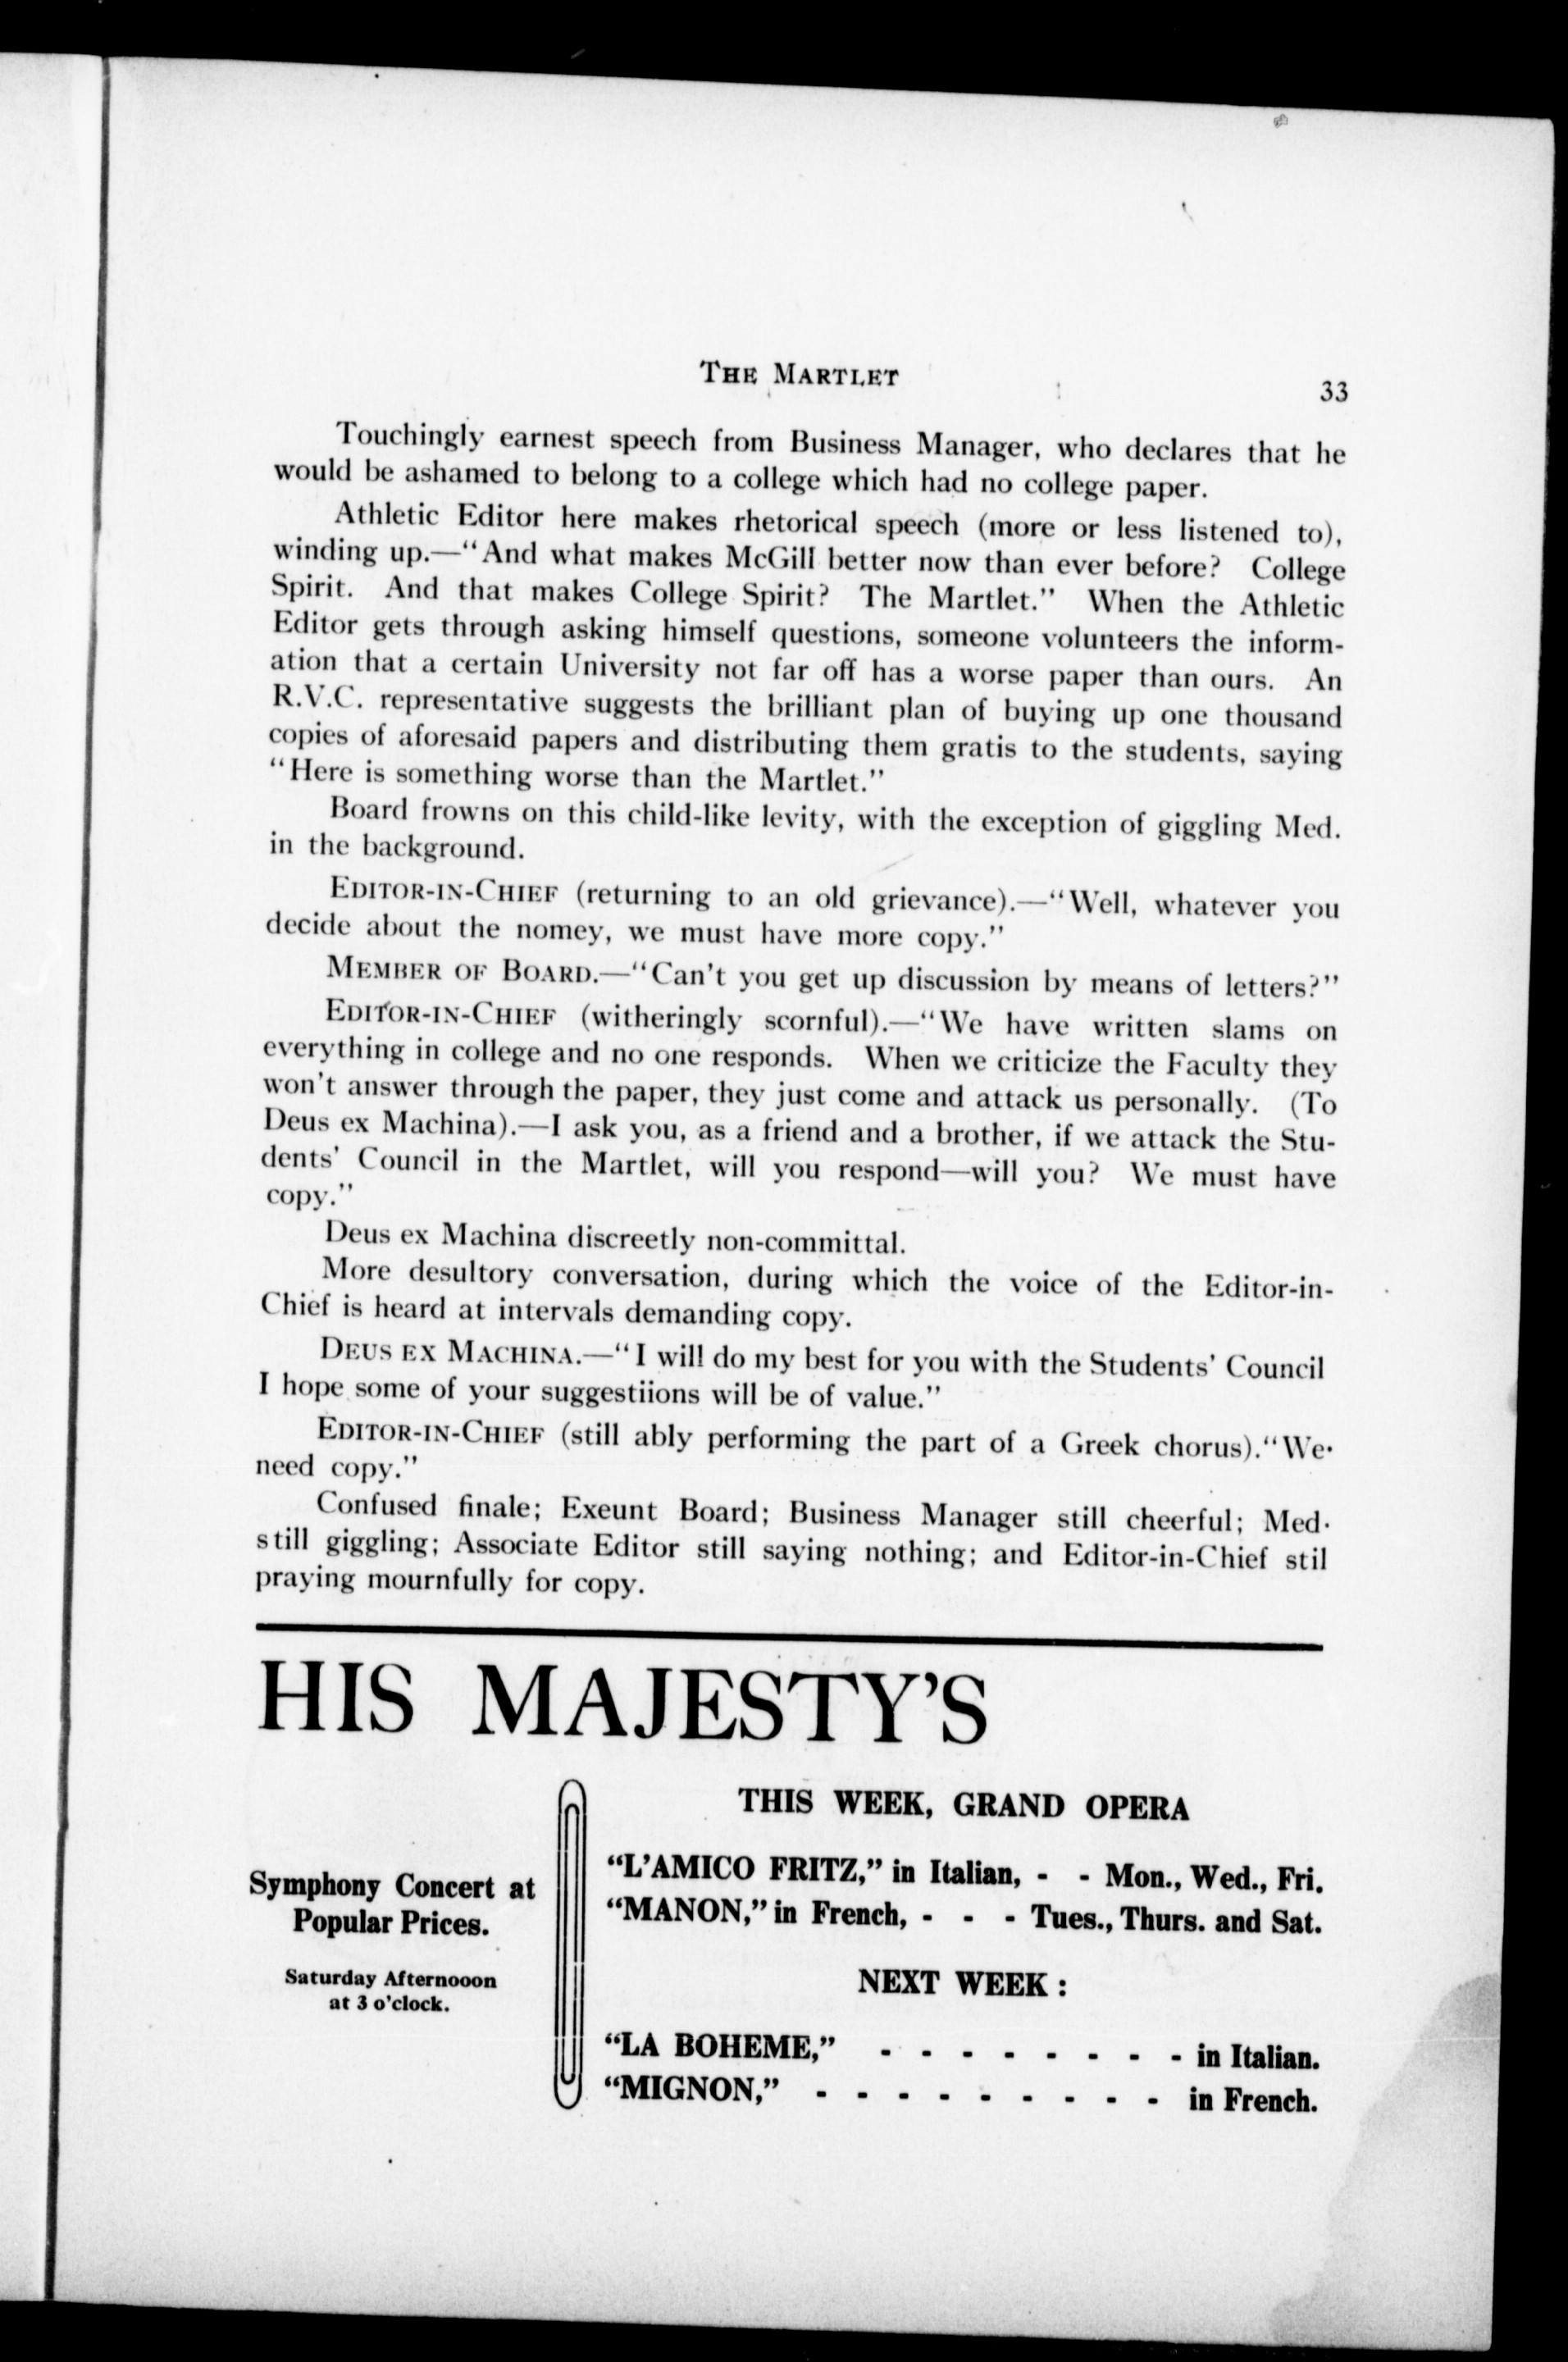 THE MARTLET
33
Touchingly earnest speech from Business Manager, who declares that he
would be ashamed to belong to a college which had no college paper.
Athletic Editor here makes rhetorical speech (more or less listened to),
winding up.—“And what makes McGill better now than ever before? College
Spirit. And that makes College Spirit? The Martlet.” When the Athletic
Editor gets through asking himself questions, someone volunteers the inform-
ation that a certain University not far off has a worse paper than ours. An
R.V.C. representative suggests the brilliant plan of buying up one thousand
copies of aforesaid papers and distributing them gratis to the students, saying
“Here is something worse than the Martlet.”
Board frowns on this child-like levity, with the exception of giggling Med.
in the background.
EDITOR-IN-CHIEF (returning to an old grievance).—“Well, whatever you
decide about the nomey, we must have more copy.”
MEMBER OF BOARD.—“Can’t you get up discussion by means of letters?”
EDITOR-IN-CHIEF (witheringly scornful).—“We have written slams on
everything in college and no one responds. When we criticize the Faculty they
won’t answer through the paper, they just come and attack us personally. (To
Deus ex Machina).—I ask you, as a friend and a brother, if we attack the Stu-
dents’ Council in the Martlet, will you respond—will you? We must have
copy.”
Deus ex Machina discreetly non-committal.
More desultory conversation, during which the voice of the Editor-in-
Chief is heard at intervals demanding copy.
DEUS EX MACHINA.—“I will do my best for you with the Students’ Council
I hope some of your suggestiions will be of value.”
EDITOR-IN-CHIEF (still ably performing the part of a Greek chorus).“We·
need copy.”
Confused finale; Exeunt Board; Business Manager still cheerful; Med·
still giggling; Associate Editor still saying nothing; and Editor-in-Chief stil
praying mournfully for copy.
HIS MAJESTY’S
Symphony Concert at
Popular Prices.
Saturday Afternooon
at 3 o’clock.
THIS WEEK, GRAND OPERA
“L’AMICO FRITZ,” in Italian, - - Mon., Wed., Fri.
“MANON,” in French, - - - Tues., Thurs. and Sat.
NEXT WEEK :
“LA BOHEME,” - - - - - - - - in Italian.
“MIGNON,” - - - - - - - - - in French.